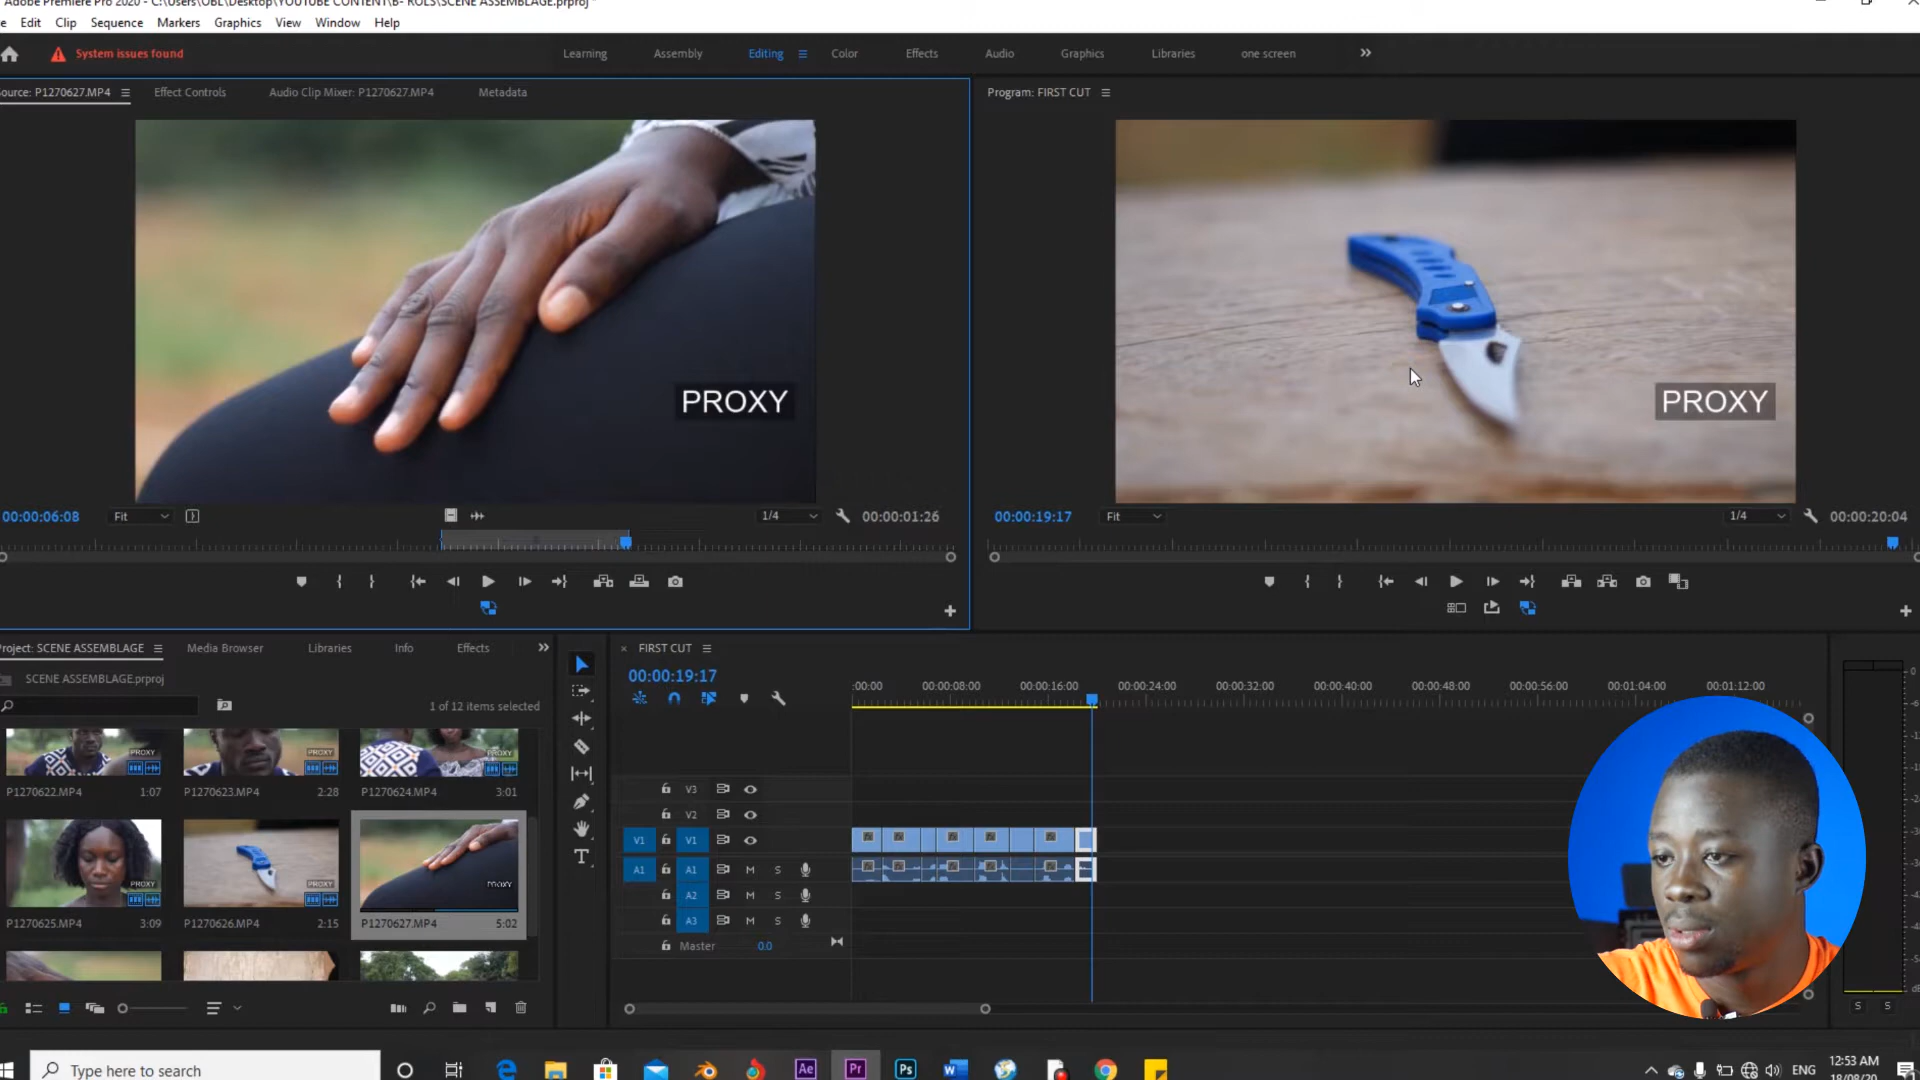 Adobe Premiere Pro 2020 - C:\Users\OBL\Desktop\YOUTUBE CONTENT\B- ROLS\SCENE ASSEMBLAGE.prproj *
e Edit Clip Sequence Markers Graphics View Window Help
System issues found Learning Assembly Editing Color Effects Audio Graphics Libraries one screen
ource: P1270627.MP4 Effect Controls Audio Clip Mixer: P1270627.MP4 Metadata
Program: FIRST CUT
PROXY
PROXY
00:00:06:08 Fit 1/4 00:00:01:26
00:00:19:17 Fit 1/4 00:00:20:04
roject: SCENE ASSEMBLAGE Media Browser Libraries Info Effects
SCENE ASSEMBLAGE.prproj
1 of 12 items selected
PROXY PROXY PROXY
P1270622.MP4 1:07 P1270623.MP4 2:28 P1270624.MP4 3:01
PROXY PROXY PROXY
P1270625.MP4 3:09 P1270626.MP4 2:15 P1270627.MP4 5:02
× FIRST CUT
00:00:19:17
:00:00 00:00:08:00 00:00:16:00 00:00:24:00 00:00:32:00 00:00:40:00 00:00:48:00 00:00:56:00 00:01:04:00 00:01:12:00
V3
V2
V1 V1
A1 A1 M S
A2 M S
A3 M S
Master 0.0
0
S S
Type here to search
Ae Pr Ps
ENG
12:53 AM